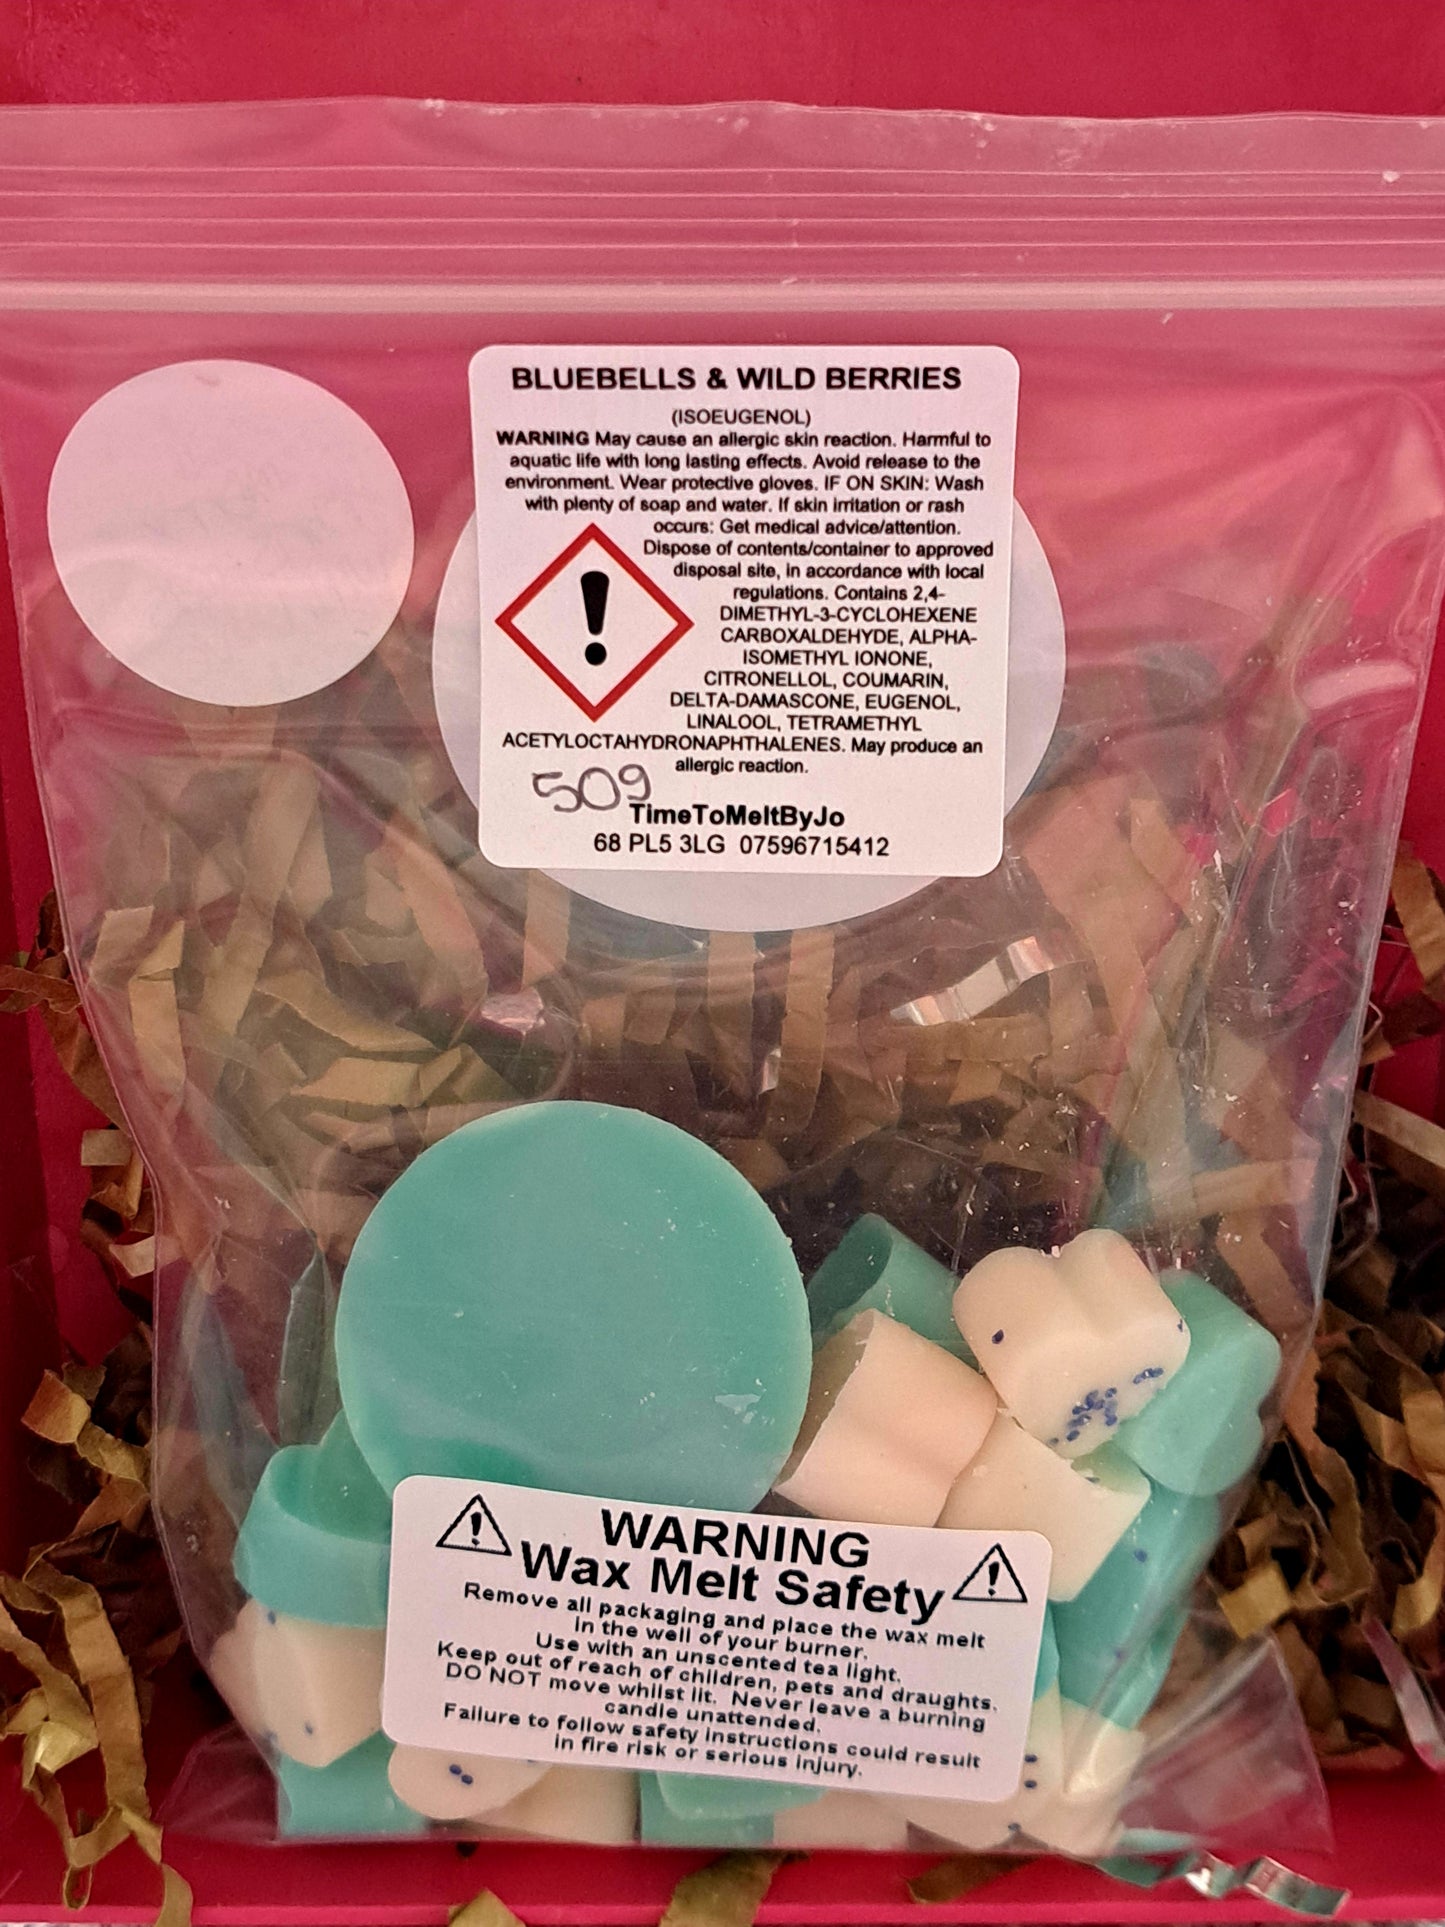 BLUEBELLS & WILD BERRIES
(ISOEUGENOL)
WARNING May cause an allergic skin reaction. Harmful to
aquatic life with long lasting effects. Avoid release to the
environment. Wear protective gloves. IF ON SKIN: Wash
with plenty of soap and water. If skin irritation or rash
occurs: Get medical advice/attention.
Dispose of contents/container to approved
disposal site, in accordance with local
regulations. Contains 2,4-
DIMETHYL-3-CYCLOHEXENE
CARBOXALDEHYDE, ALPHA-
ISOMETHYL IONONE,
CITRONELLOL, COUMARIN,
DELTA-DAMASCONE, EUGENOL,
LINALOOL, TETRAMETHYL
ACETYLOCTAHYDRONAPHTHALENES. May produce an
allergic reaction.
509
TimeToMeltByJo
68 PL5 3LG 07596715412
WARNING
Wax Melt Safety
Remove all packaging and place the wax melt
in the well of your burner.
Use with an unscented tea light.
Keep out of reach of children, pets and draughts.
DO NOT move whilst lit. Never leave a burning
candle unattended.
Failure to follow safety instructions could result
in fire risk or serious injury.